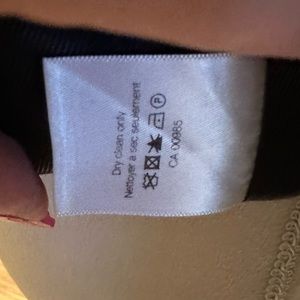 Dry clean only
Nettoyer à sec seulement
P
CA 00985